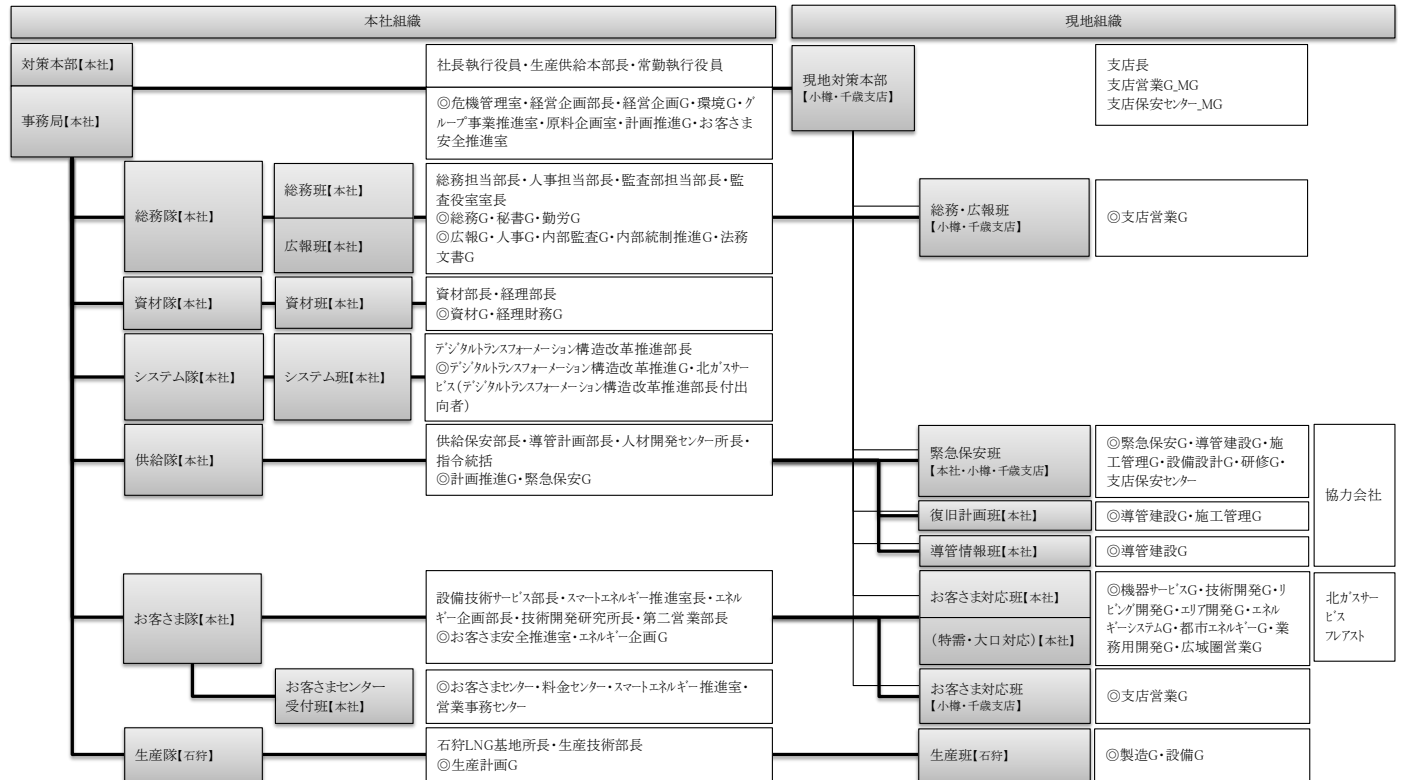 本社組織
現地組織
対策本部【本社】
社長執行役員・生産供給本部長・常勤執行役員
事務局【本社】
◎危機管理室・経営企画部長・経営企画G・環境G・グ
ループ事業推進室・原料企画室・計画推進G・お客さま
安全推進室
現地対策本部
【小樽・千歳支店】
支店長
支店営業G_MG
支店保安センター_MG
総務隊【本社】
総務班【本社】
広報班【本社】
総務担当部長・人事担当部長・監査部担当部長・監
査役室室長
◎総務G・秘書G・勤労G
◎広報G・人事G・内部監査G・内部統制推進G・法務
文書G
総務・広報班
【小樽・千歳支店】
◎支店営業G
資材隊【本社】
資材班【本社】
資材部長・経理部長
◎資材G・経理財務G
システム隊【本社】
システム班【本社】
デジタルトランスフォーメーション構造改革推進部長
◎デジタルトランスフォーメーション構造改革推進G・北ガスサー
ビス(デジタルトランスフォーメーション構造改革推進部長付出
向者)
供給隊【本社】
供給保安部長・導管計画部長・人材開発センター所長・
指令統括
◎計画推進G・緊急保安G
緊急保安班
【本社・小樽・千歳支店】
◎緊急保安G・導管建設G・施
工管理G・設備設計G・研修G・
支店保安センター
協力会社
復旧計画班【本社】
◎導管建設G・施工管理G
導管情報班【本社】
◎導管建設G
お客さま隊【本社】
設備技術サービス部長・スマートエネルギー推進室長・エネル
ギー企画部長・技術開発研究所長・第二営業部長
◎お客さま安全推進室・エネルギー企画G
お客さま対応班【本社】
(特需・大口対応)【本社】
◎機器サービスG・技術開発G・リ
ビング開発G・エリア開発G・エネル
ギーシステムG・都市エネルギーG・業
務用開発G・広域圏営業G
北ガスサー
ビス
フレアスト
お客さまセンター
受付班【本社】
◎お客さまセンター・料金センター・スマートエネルギー推進室・
営業事務センター
お客さま対応班
【小樽・千歳支店】
◎支店営業G
生産隊【石狩】
石狩LNG基地所長・生産技術部長
◎生産計画G
生産班【石狩】
◎製造G・設備G